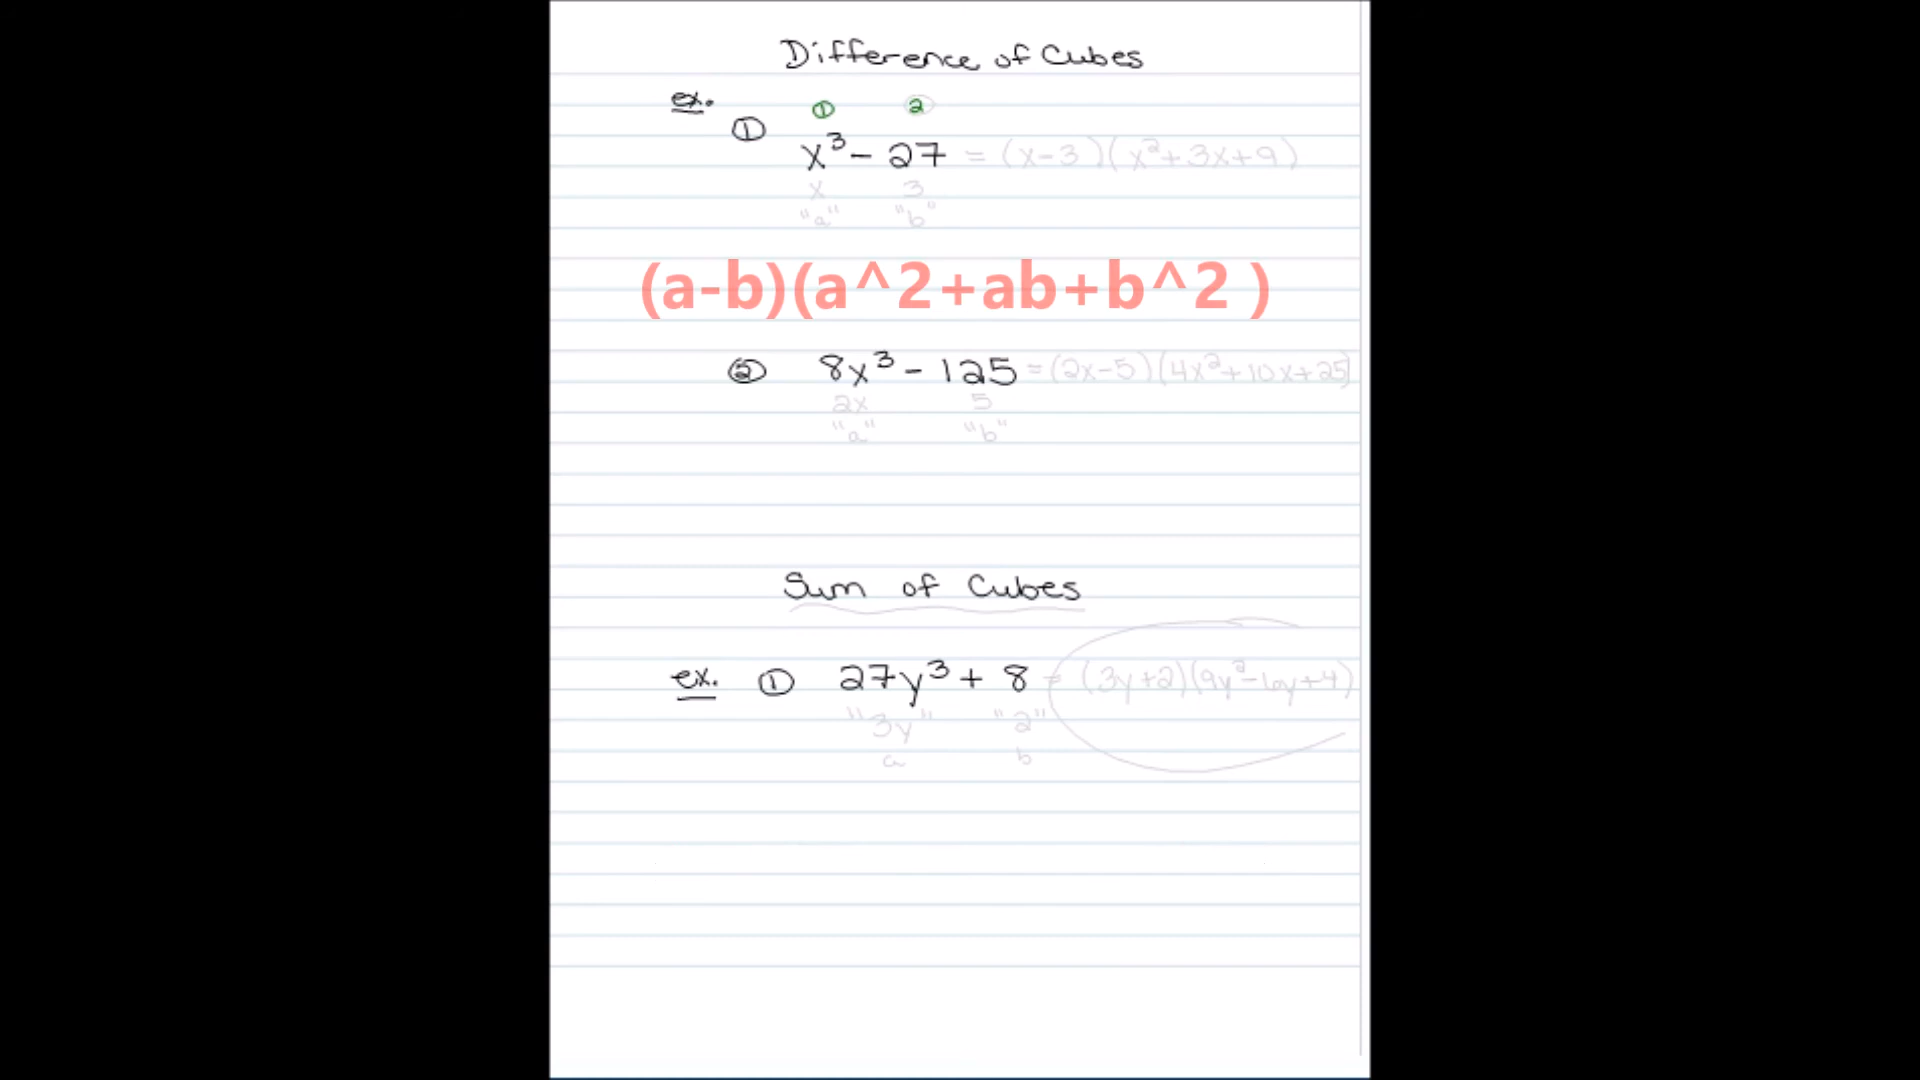 Difference of Cubes
ex.
① ②
① x³ - 27 = (x-3)(x²+3x+9)
x 3
"a" "b"
(a-b)(a^2+ab+b^2 )
② 8x³ - 125 = (2x-5)(4x²+10x+25)
2x 5
"a" "b"
Sum of Cubes
ex. ① 27y³ + 8 = (3y+2)(9y²-6y+4)
"3y" "2"
a b